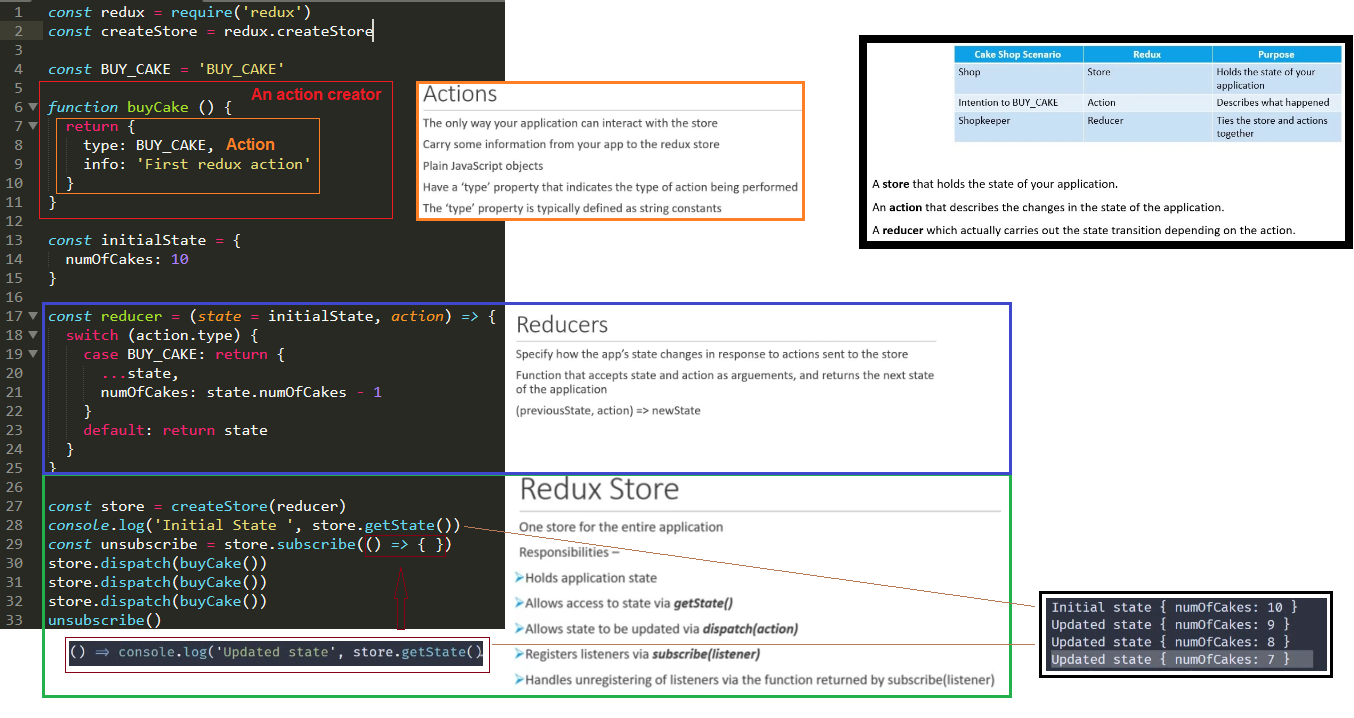 1 const redux = require('redux')
2 const createStore = redux.createStore
3
4 const BUY_CAKE = 'BUY_CAKE'
5
An action creator
6 function buyCake () {
7 return {
8 type: BUY_CAKE, Action
9 info: 'First redux action'
10 }
11 }
12
13 const initialState = {
14 numOfCakes: 10
15 }
16
17 const reducer = (state = initialState, action) => {
18 switch (action.type) {
19 case BUY_CAKE: return {
20 ...state,
21 numOfCakes: state.numOfCakes - 1
22 }
23 default: return state
24 }
25 }
26
27 const store = createStore(reducer)
28 console.log('Initial State ', store.getState())
29 const unsubscribe = store.subscribe(() => { })
30 store.dispatch(buyCake())
31 store.dispatch(buyCake())
32 store.dispatch(buyCake())
33 unsubscribe()
() => console.log('Updated state', store.getState()
Actions
The only way your application can interact with the store
Carry some information from your app to the redux store
Plain JavaScript objects
Have a ‘type’ property that indicates the type of action being performed
The ‘type’ property is typically defined as string constants
Cake Shop Scenario Redux Purpose
Shop Store Holds the state of your
application
Intention to BUY_CAKE Action Describes what happened
Shopkeeper Reducer Ties the store and actions
together
A store that holds the state of your application.
An action that describes the changes in the state of the application.
A reducer which actually carries out the state transition depending on the action.
Reducers
Specify how the app’s state changes in response to actions sent to the store
Function that accepts state and action as arguements, and returns the next state
of the application
(previousState, action) => newState
Redux Store
One store for the entire application
Responsibilities –
➢Holds application state
➢Allows access to state via getState()
➢Allows state to be updated via dispatch(action)
➢Registers listeners via subscribe(listener)
➢Handles unregistering of listeners via the function returned by subscribe(listener)
Initial state { numOfCakes: 10 }
Updated state { numOfCakes: 9 }
Updated state { numOfCakes: 8 }
Updated state { numOfCakes: 7 }